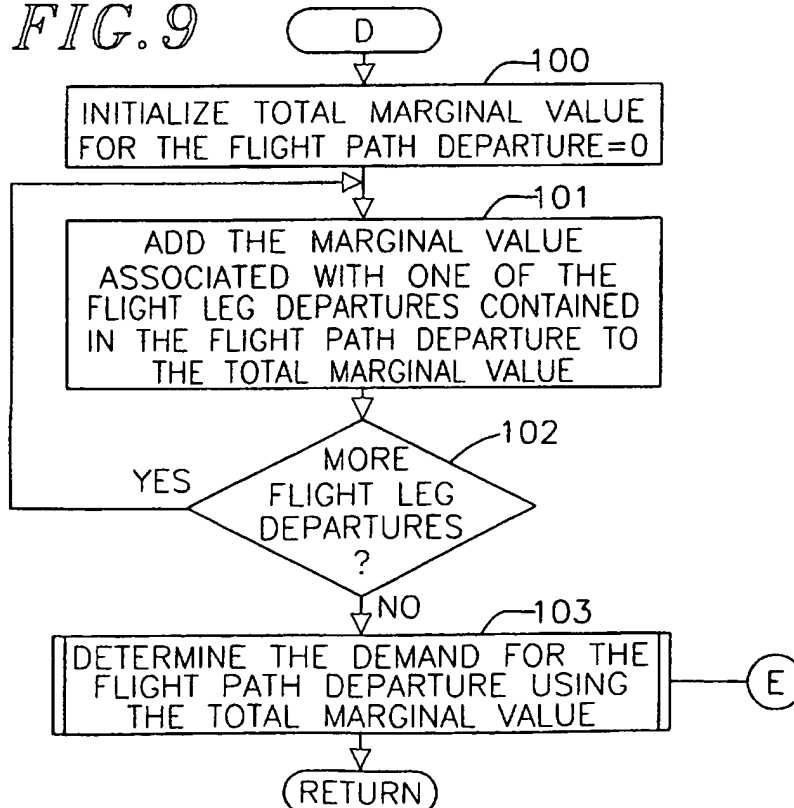 FIG. 9
D
100
INITIALIZE TOTAL MARGINAL VALUE
FOR THE FLIGHT PATH DEPARTURE=0
101
ADD THE MARGINAL VALUE
ASSOCIATED WITH ONE OF THE
FLIGHT LEG DEPARTURES CONTAINED
IN THE FLIGHT PATH DEPARTURE TO
THE TOTAL MARGINAL VALUE
102
MORE
FLIGHT LEG
DEPARTURES
?
YES
NO
103
DETERMINE THE DEMAND FOR THE
FLIGHT PATH DEPARTURE USING
THE TOTAL MARGINAL VALUE
E
RETURN